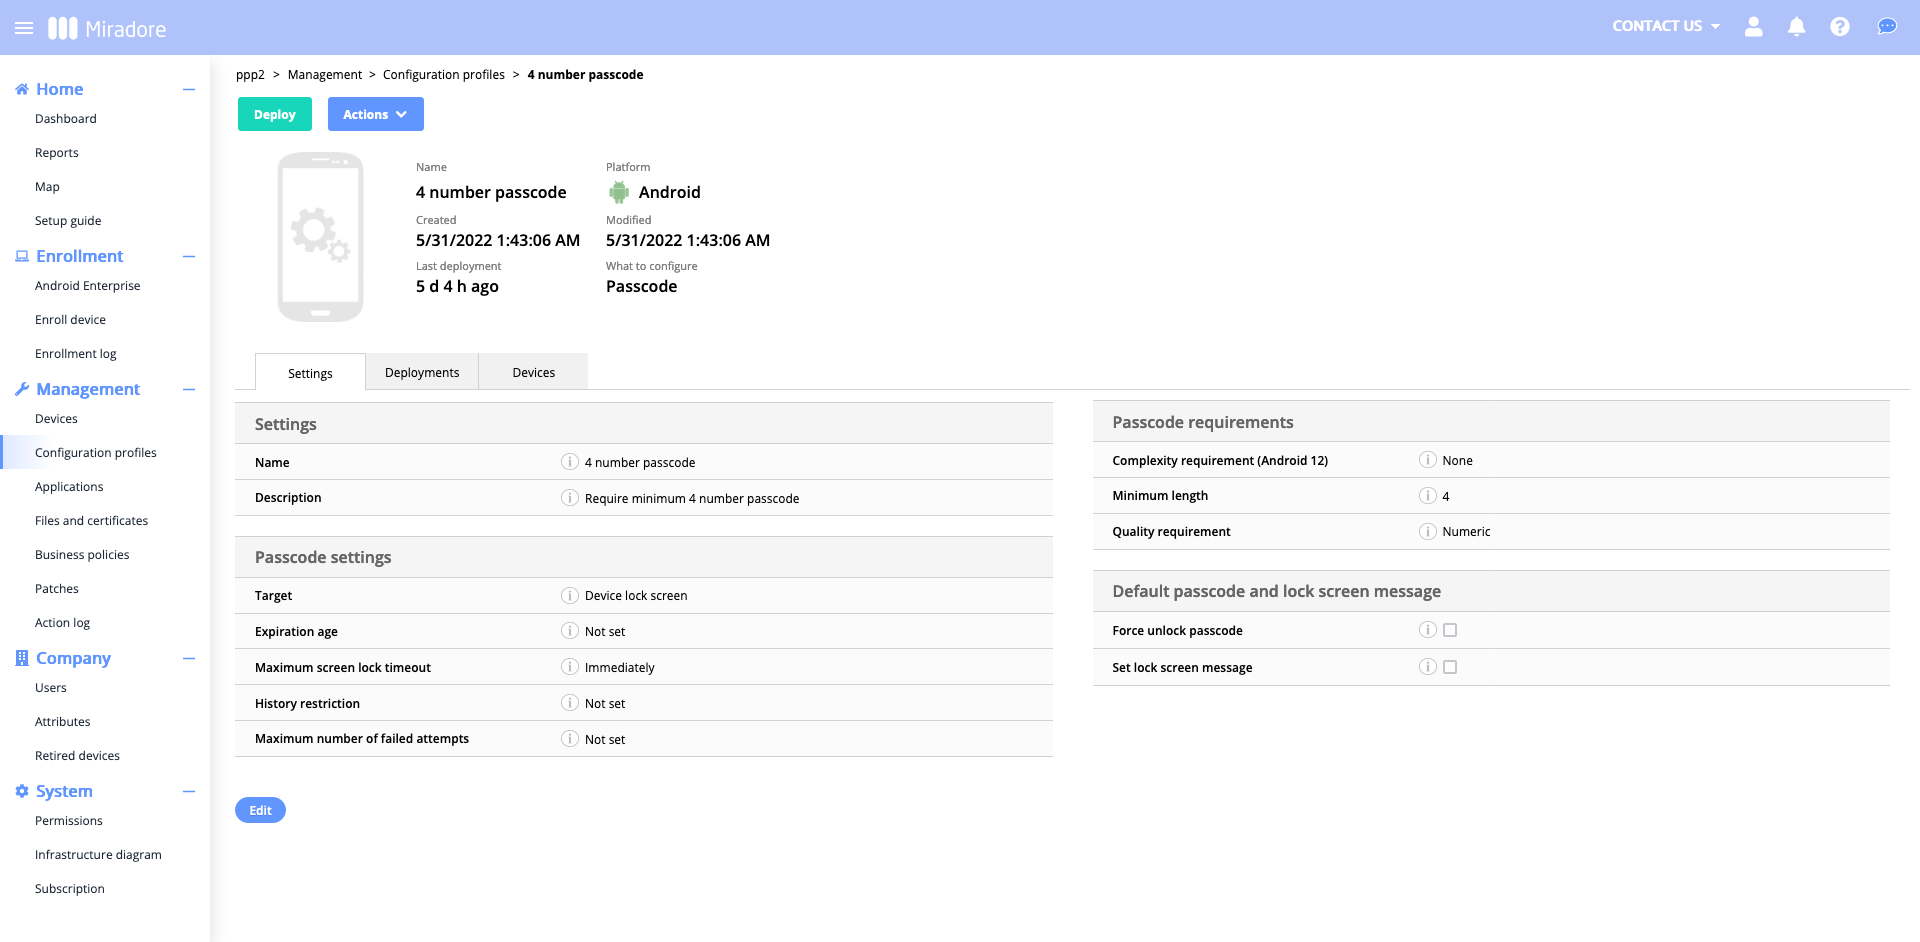 Miradore
CONTACT US
Home
Dashboard
Reports
Map
Setup guide
Enrollment
Android Enterprise
Enroll device
Enrollment log
Management
Devices
Configuration profiles
Applications
Files and certificates
Business policies
Patches
Action log
Company
Users
Attributes
Retired devices
System
Permissions
Infrastructure diagram
Subscription
ppp2 > Management > Configuration profiles > 4 number passcode
Deploy
Actions
Name
4 number passcode
Platform
Android
Created
5/31/2022 1:43:06 AM
Modified
5/31/2022 1:43:06 AM
Last deployment
5 d 4 h ago
What to configure
Passcode
Settings
Deployments
Devices
Settings
Name
4 number passcode
Description
Require minimum 4 number passcode
Passcode settings
Target
Device lock screen
Expiration age
Not set
Maximum screen lock timeout
Immediately
History restriction
Not set
Maximum number of failed attempts
Not set
Edit
Passcode requirements
Complexity requirement (Android 12)
None
Minimum length
4
Quality requirement
Numeric
Default passcode and lock screen message
Force unlock passcode
Set lock screen message